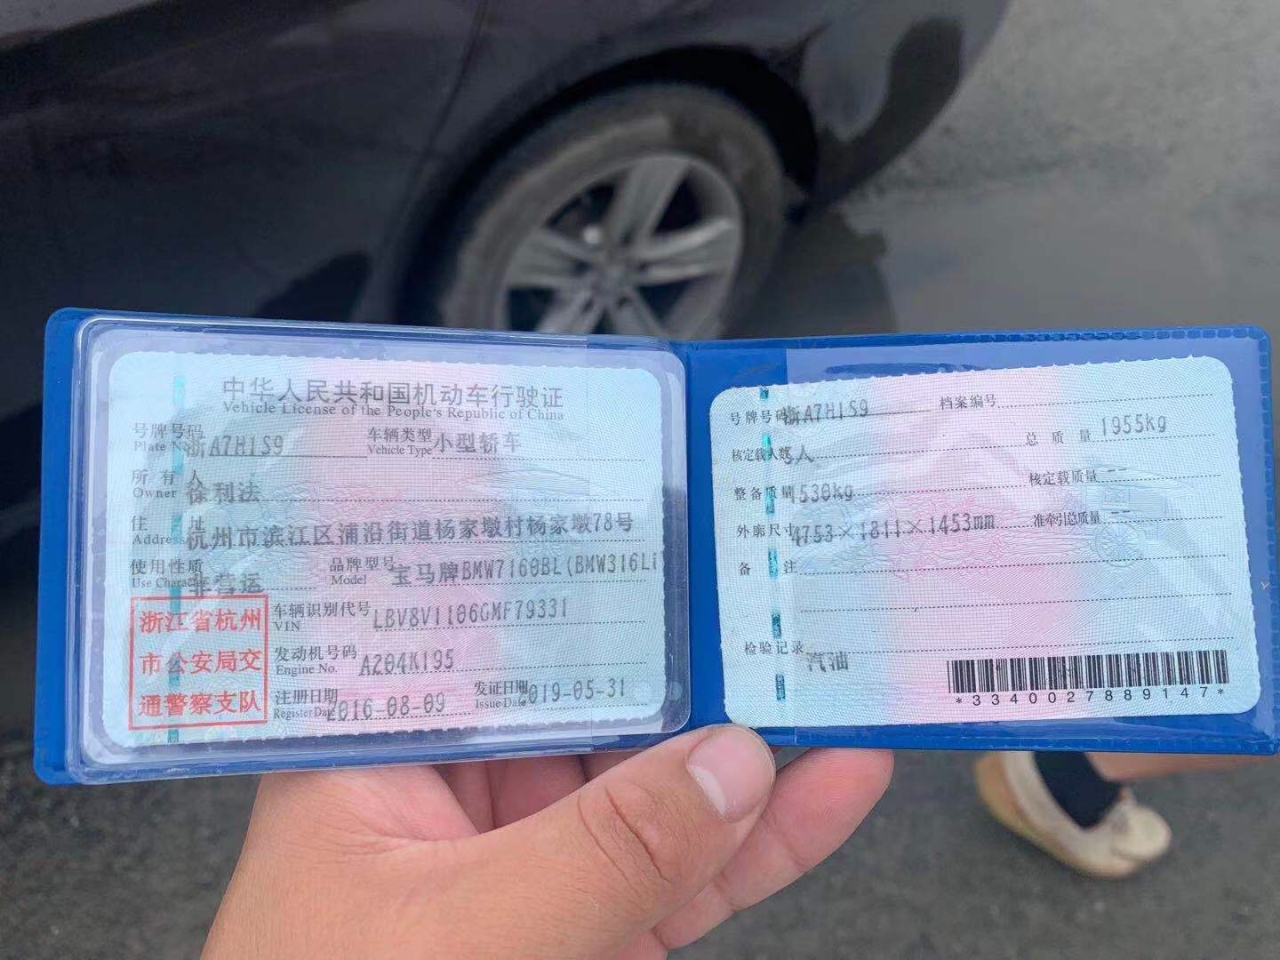 中华人民共和国机动车行驶证
Vehicle License of the People's Republic of China
号牌号码 浙A7H1S9 车辆类型 小型轿车
Plate No. Vehicle Type
所有人 徐利法
Owner
住址 杭州市滨江区浦沿街道杨家墩村杨家墩78号
Address
使用性质 非营运 品牌型号 宝马牌BMW7160BL(BMW316Li
Use Character Model
浙江省杭州
市公安局交
通警察支队
车辆识别代号 LBV8V1106GMF79331
VIN
发动机号码 A204K195
Engine No.
注册日期 2016-08-09 发证日期 2019-05-31
Register Date Issue Date
号牌号码 浙A7H1S9 档案编号
核定载人数 5人 总质量 1955kg
整备质量 1530kg 核定载质量 --
外廓尺寸 4753×1811×1453mm 准牵引总质量 --
备注
检验记录 汽油
*3340027889147*